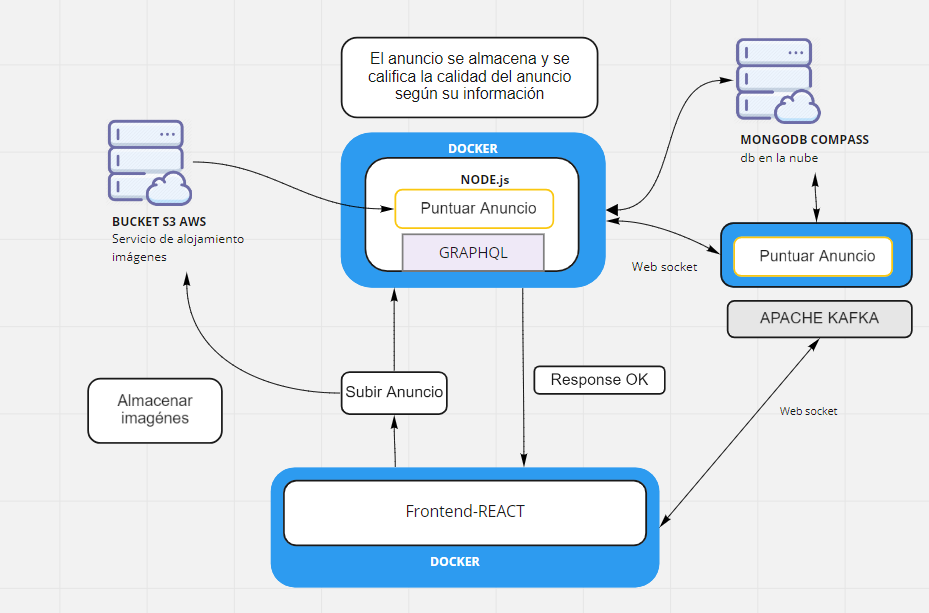 El anuncio se almacena y se
califica la calidad del anuncio
según su información
DOCKER
NODE.js
Puntuar Anuncio
GRAPHQL
BUCKET S3 AWS
Servicio de alojamiento
imágenes
MONGODB COMPASS
db en la nube
Web socket
Puntuar Anuncio
APACHE KAFKA
Almacenar
imagénes
Subir Anuncio
Response OK
Web socket
Frontend-REACT
DOCKER